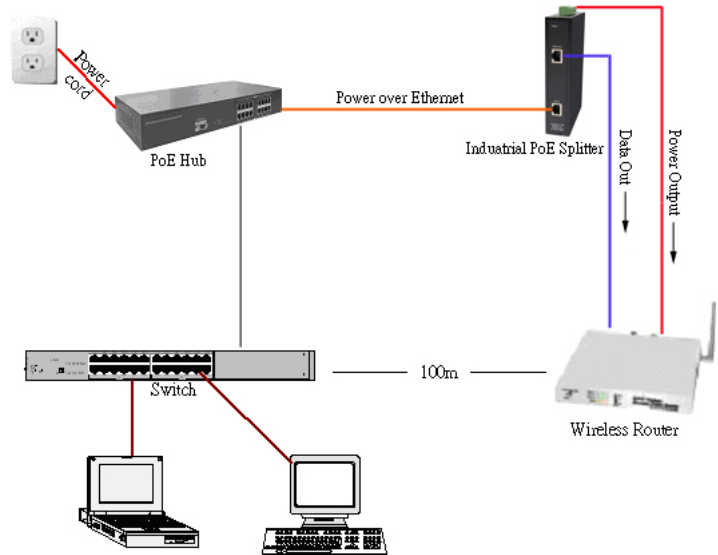 Power
cord
PoE Hub
Power over Ethernet
Induatrial PoE Splitter
Data Out
Power Output
Switch
100m
Wireless Router